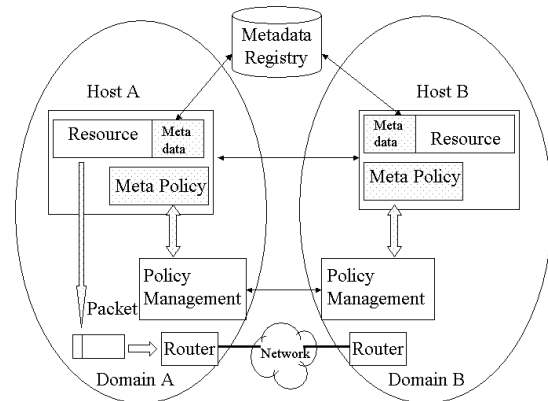 Metadata
Registry
Host A
Host B
Resource
Meta
data
Meta
data
Resource
Meta Policy
Meta Policy
Policy
Management
Policy
Management
Packet
Router
Network
Router
Domain A
Domain B